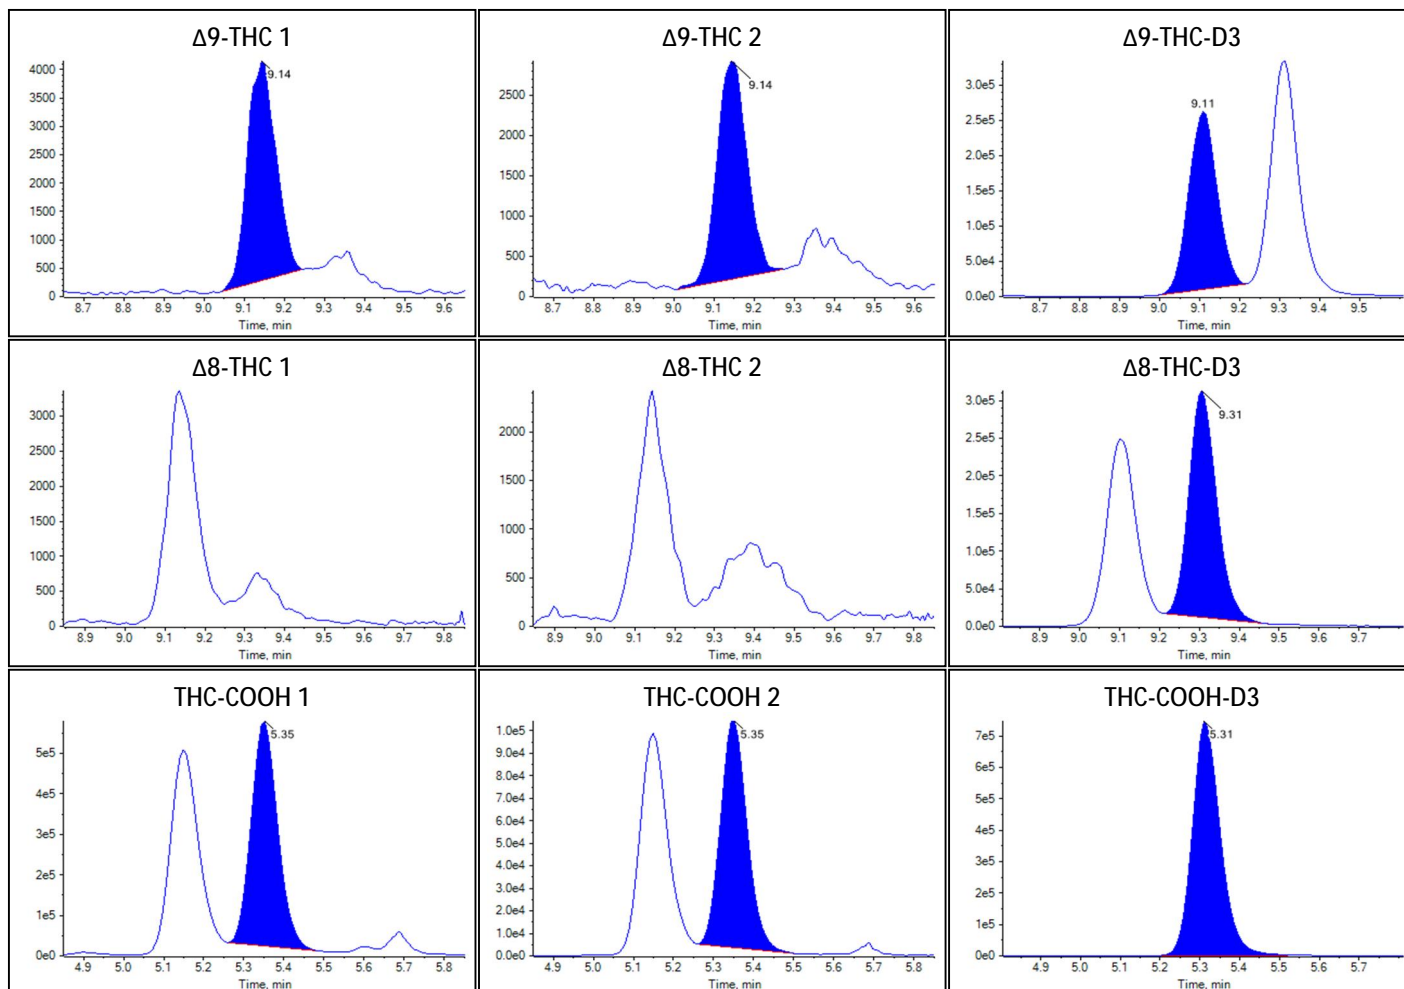 Δ9-THC 1
4000
3500
3000
2500
2000
1500
1000
500
0
9.14
8.7 8.8 8.9 9.0 9.1 9.2 9.3 9.4 9.5 9.6
Time, min
Δ9-THC 2
2500
2000
1500
1000
500
0
9.14
8.7 8.8 8.9 9.0 9.1 9.2 9.3 9.4 9.5 9.6
Time, min
Δ9-THC-D3
3.0e5
2.5e5
2.0e5
1.5e5
1.0e5
5.0e4
0.0e0
9.11
8.7 8.8 8.9 9.0 9.1 9.2 9.3 9.4 9.5
Time, min
Δ8-THC 1
3000
2500
2000
1500
1000
500
0
8.9 9.0 9.1 9.2 9.3 9.4 9.5 9.6 9.7 9.8
Time, min
Δ8-THC 2
2000
1500
1000
500
0
8.9 9.0 9.1 9.2 9.3 9.4 9.5 9.6 9.7 9.8
Time, min
Δ8-THC-D3
3.0e5
2.5e5
2.0e5
1.5e5
1.0e5
5.0e4
0.0e0
9.31
8.9 9.0 9.1 9.2 9.3 9.4 9.5 9.6 9.7
Time, min
THC-COOH 1
5e5
4e5
3e5
2e5
1e5
0e0
5.35
4.9 5.0 5.1 5.2 5.3 5.4 5.5 5.6 5.7 5.8
Time, min
THC-COOH 2
1.0e5
9.0e4
8.0e4
7.0e4
6.0e4
5.0e4
4.0e4
3.0e4
2.0e4
1.0e4
0.0e0
5.35
4.9 5.0 5.1 5.2 5.3 5.4 5.5 5.6 5.7 5.8
Time, min
THC-COOH-D3
7e5
6e5
5e5
4e5
3e5
2e5
1e5
0e0
5.31
4.9 5.0 5.1 5.2 5.3 5.4 5.5 5.6 5.7
Time, min